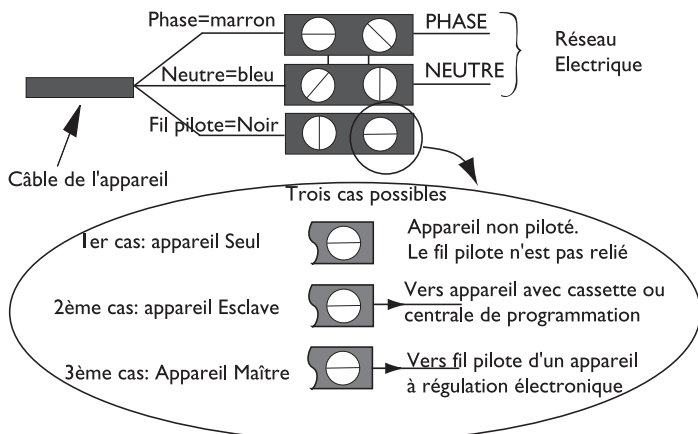 Phase=marron
PHASE
Neutre=bleu
NEUTRE
Réseau
Electrique
Fil pilote=Noir
Câble de l'appareil
Trois cas possibles
1er cas: appareil Seul
Appareil non piloté.
Le fil pilote n'est pas relié
2ème cas: appareil Esclave
Vers appareil avec cassette ou
centrale de programmation
3ème cas: Appareil Maître
Vers fil pilote d'un appareil
à régulation électronique